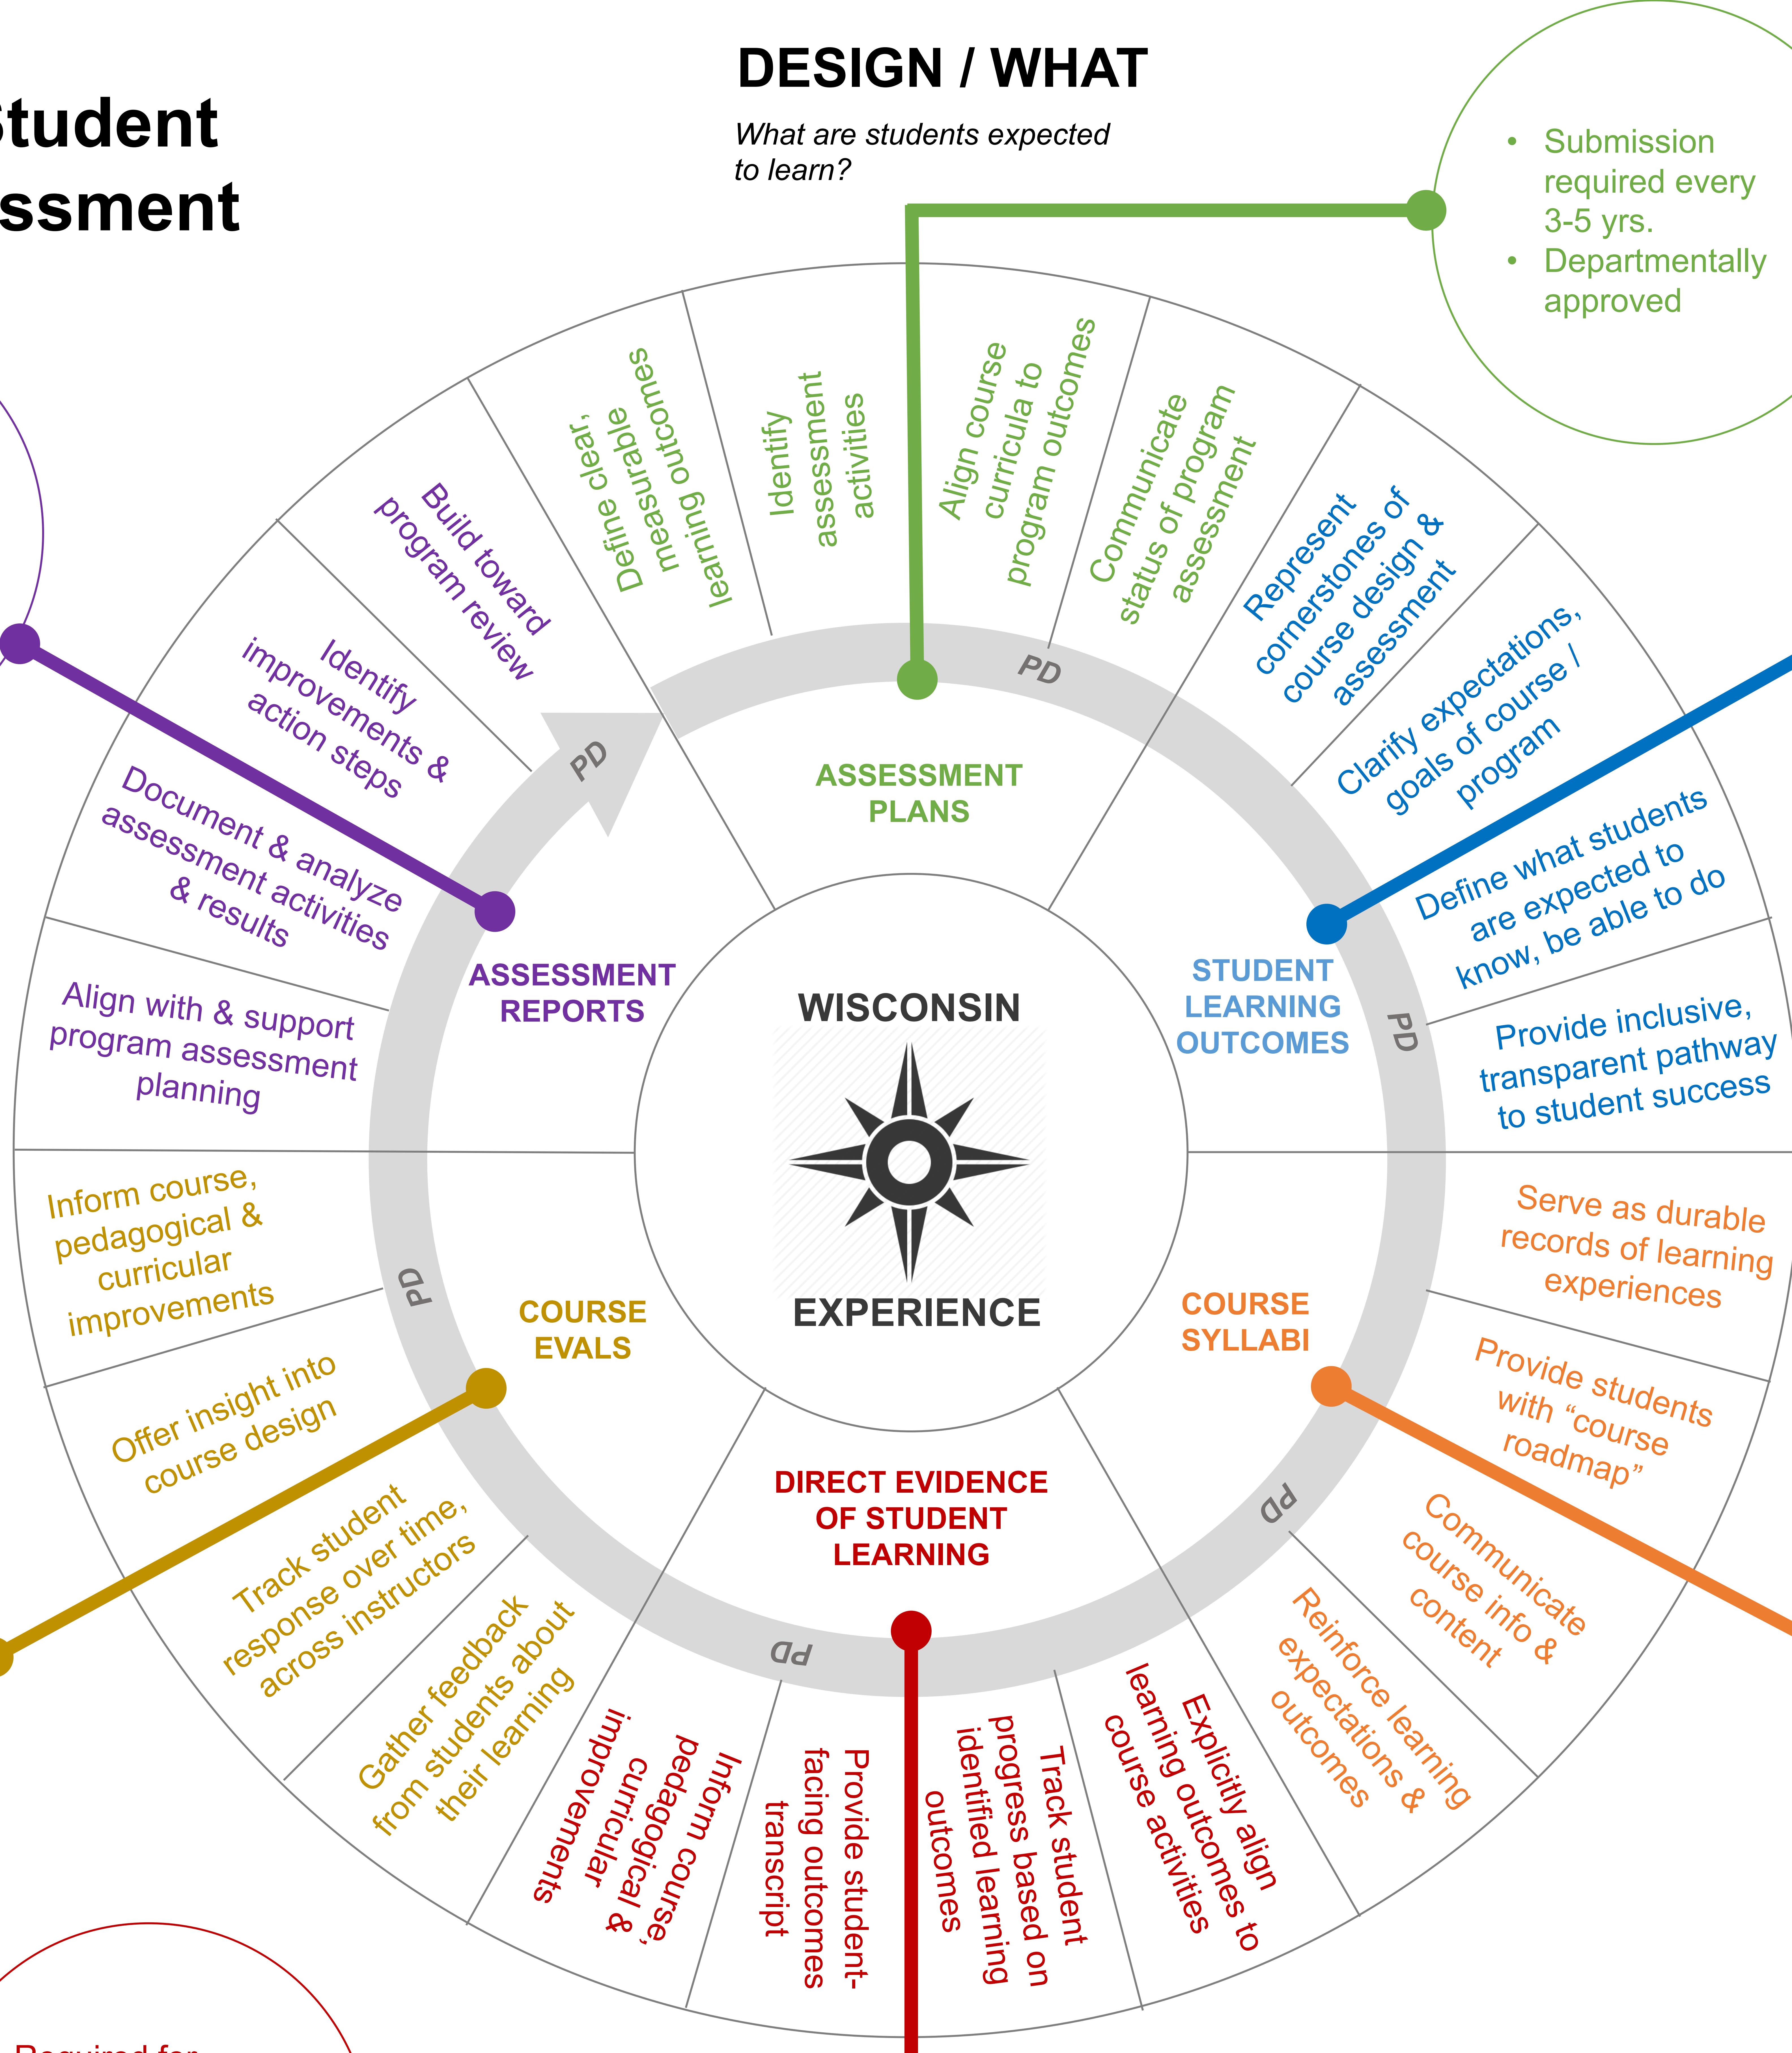 DESIGN / WHAT
What are students expected
to learn?
Student
ssment
• Submission
required every
3-5 yrs.
• Departmentally
approved
Define clear,
measurable
learning outcomes
Identify
assessment
activities
Align course
curricula to
program outcomes
Communicate
status of program
assessment
PD
ASSESSMENT
PLANS
Represent
cornerstones of
course design &
assessment
Clarify expectations,
goals of course /
program
Define what students
are expected to
know, be able to do
Provide inclusive,
transparent pathway
to student success
PD
STUDENT
LEARNING
OUTCOMES
Serve as durable
records of learning
experiences
Provide students
with “course
roadmap”
Communicate
course info &
content
Reinforce learning
expectations &
outcomes
PD
COURSE
SYLLABI
Explicitly align
learning outcomes to
course activities
Track student
progress based on
identified learning
outcomes
Provide student-
facing outcomes
transcript
Inform course,
pedagogical &
curricular
improvements
PD
DIRECT EVIDENCE
OF STUDENT
LEARNING
Gather feedback
from students about
their learning
Track student
response over time,
across instructors
Offer insight into
course design
Inform course,
pedagogical &
curricular
improvements
PD
COURSE
EVALS
Align with & support
program assessment
planning
Document & analyze
assessment activities
& results
Identify
improvements &
action steps
Build toward
program review
PD
ASSESSMENT
REPORTS
WISCONSIN
EXPERIENCE
Required for